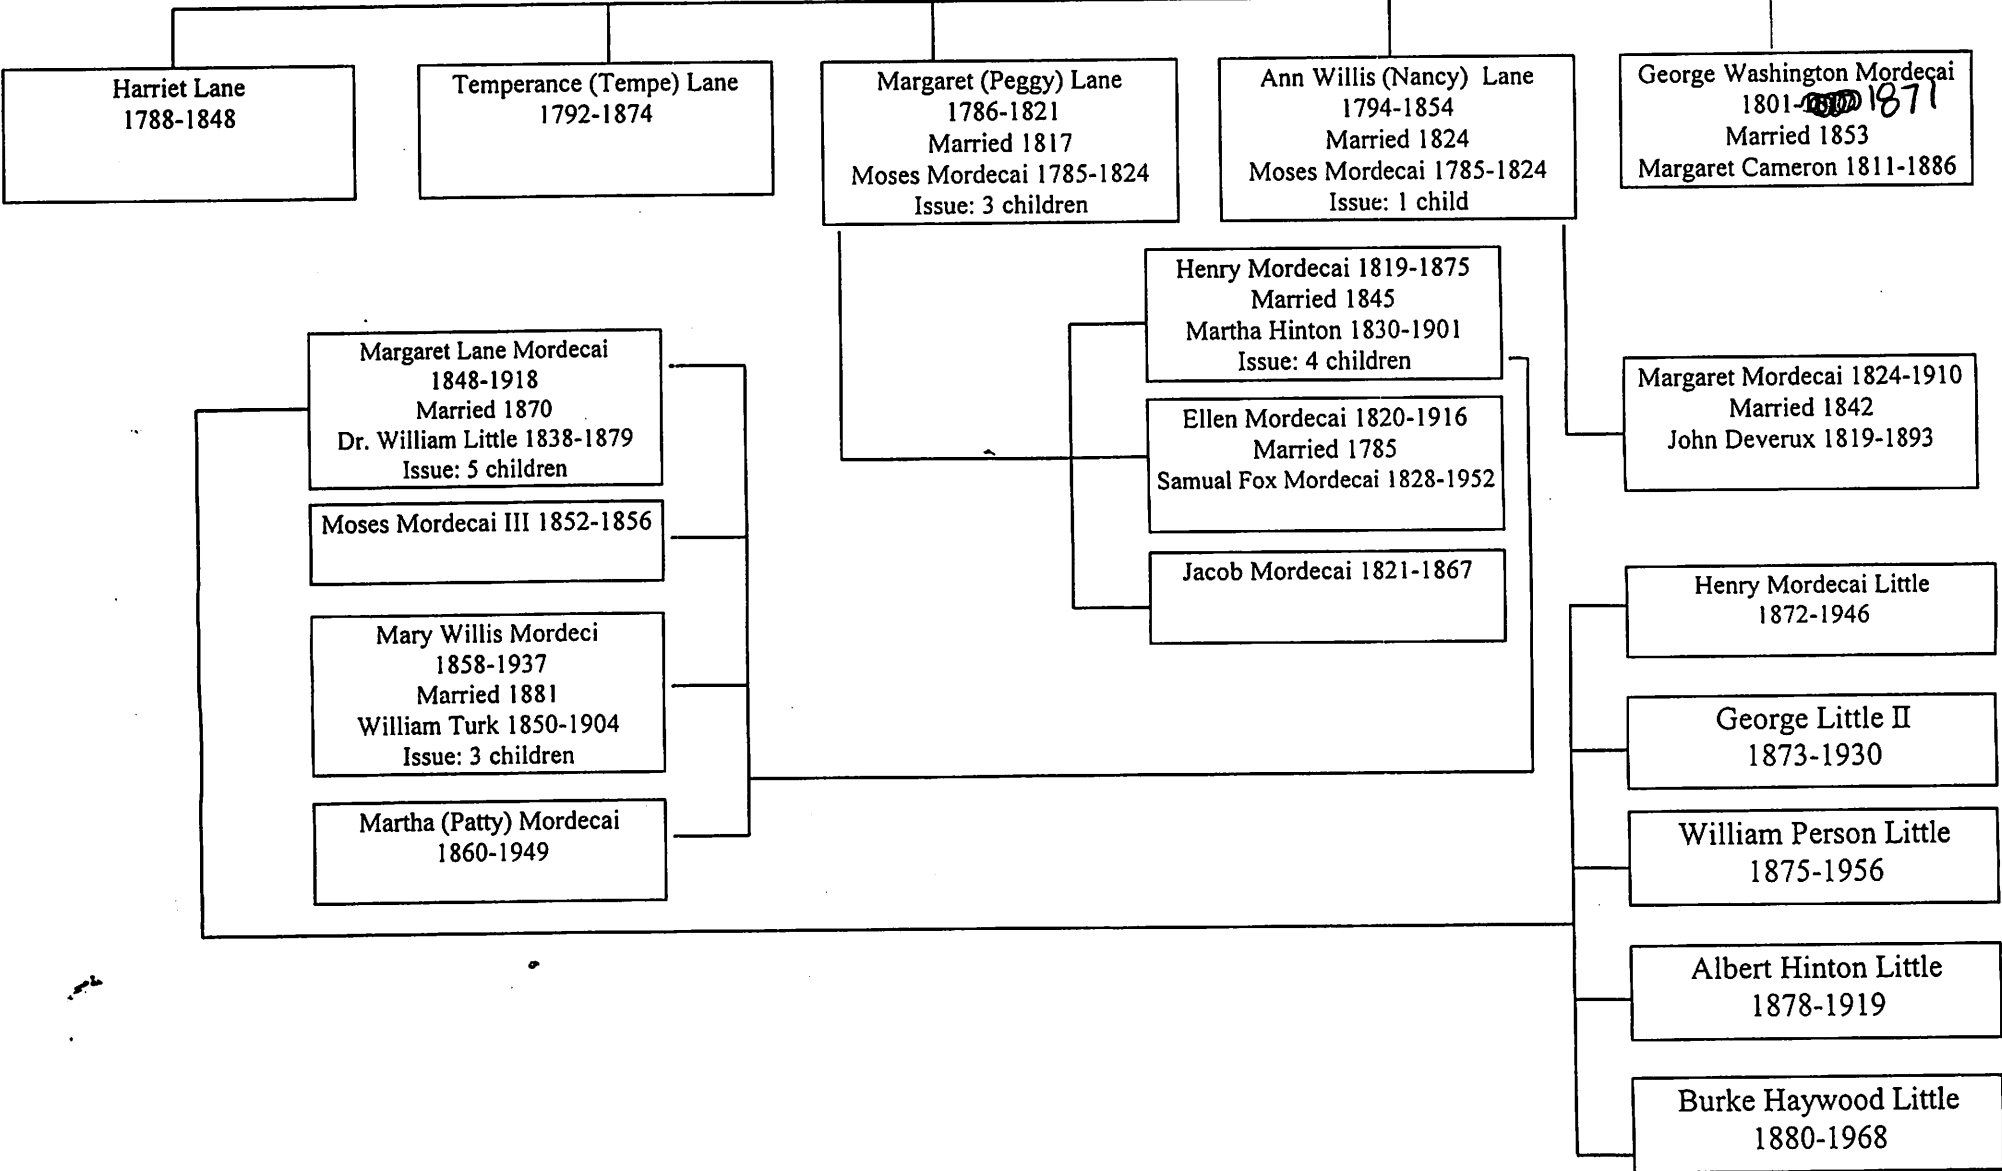 Harriet Lane
1788-1848
Temperance (Tempe) Lane
1792-1874
Margaret (Peggy) Lane
1786-1821
Married 1817
Moses Mordecai 1785-1824
Issue: 3 children
Ann Willis (Nancy) Lane
1794-1854
Married 1824
Moses Mordecai 1785-1824
Issue: 1 child
George Washington Mordecai
1801- 1871
Married 1853
Margaret Cameron 1811-1886
Henry Mordecai 1819-1875
Married 1845
Martha Hinton 1830-1901
Issue: 4 children
Ellen Mordecai 1820-1916
Married 1785
Samual Fox Mordecai 1828-1952
Jacob Mordecai 1821-1867
Margaret Mordecai 1824-1910
Married 1842
John Deverux 1819-1893
Margaret Lane Mordecai
1848-1918
Married 1870
Dr. William Little 1838-1879
Issue: 5 children
Moses Mordecai III 1852-1856
Mary Willis Mordeci
1858-1937
Married 1881
William Turk 1850-1904
Issue: 3 children
Martha (Patty) Mordecai
1860-1949
Henry Mordecai Little
1872-1946
George Little II
1873-1930
William Person Little
1875-1956
Albert Hinton Little
1878-1919
Burke Haywood Little
1880-1968